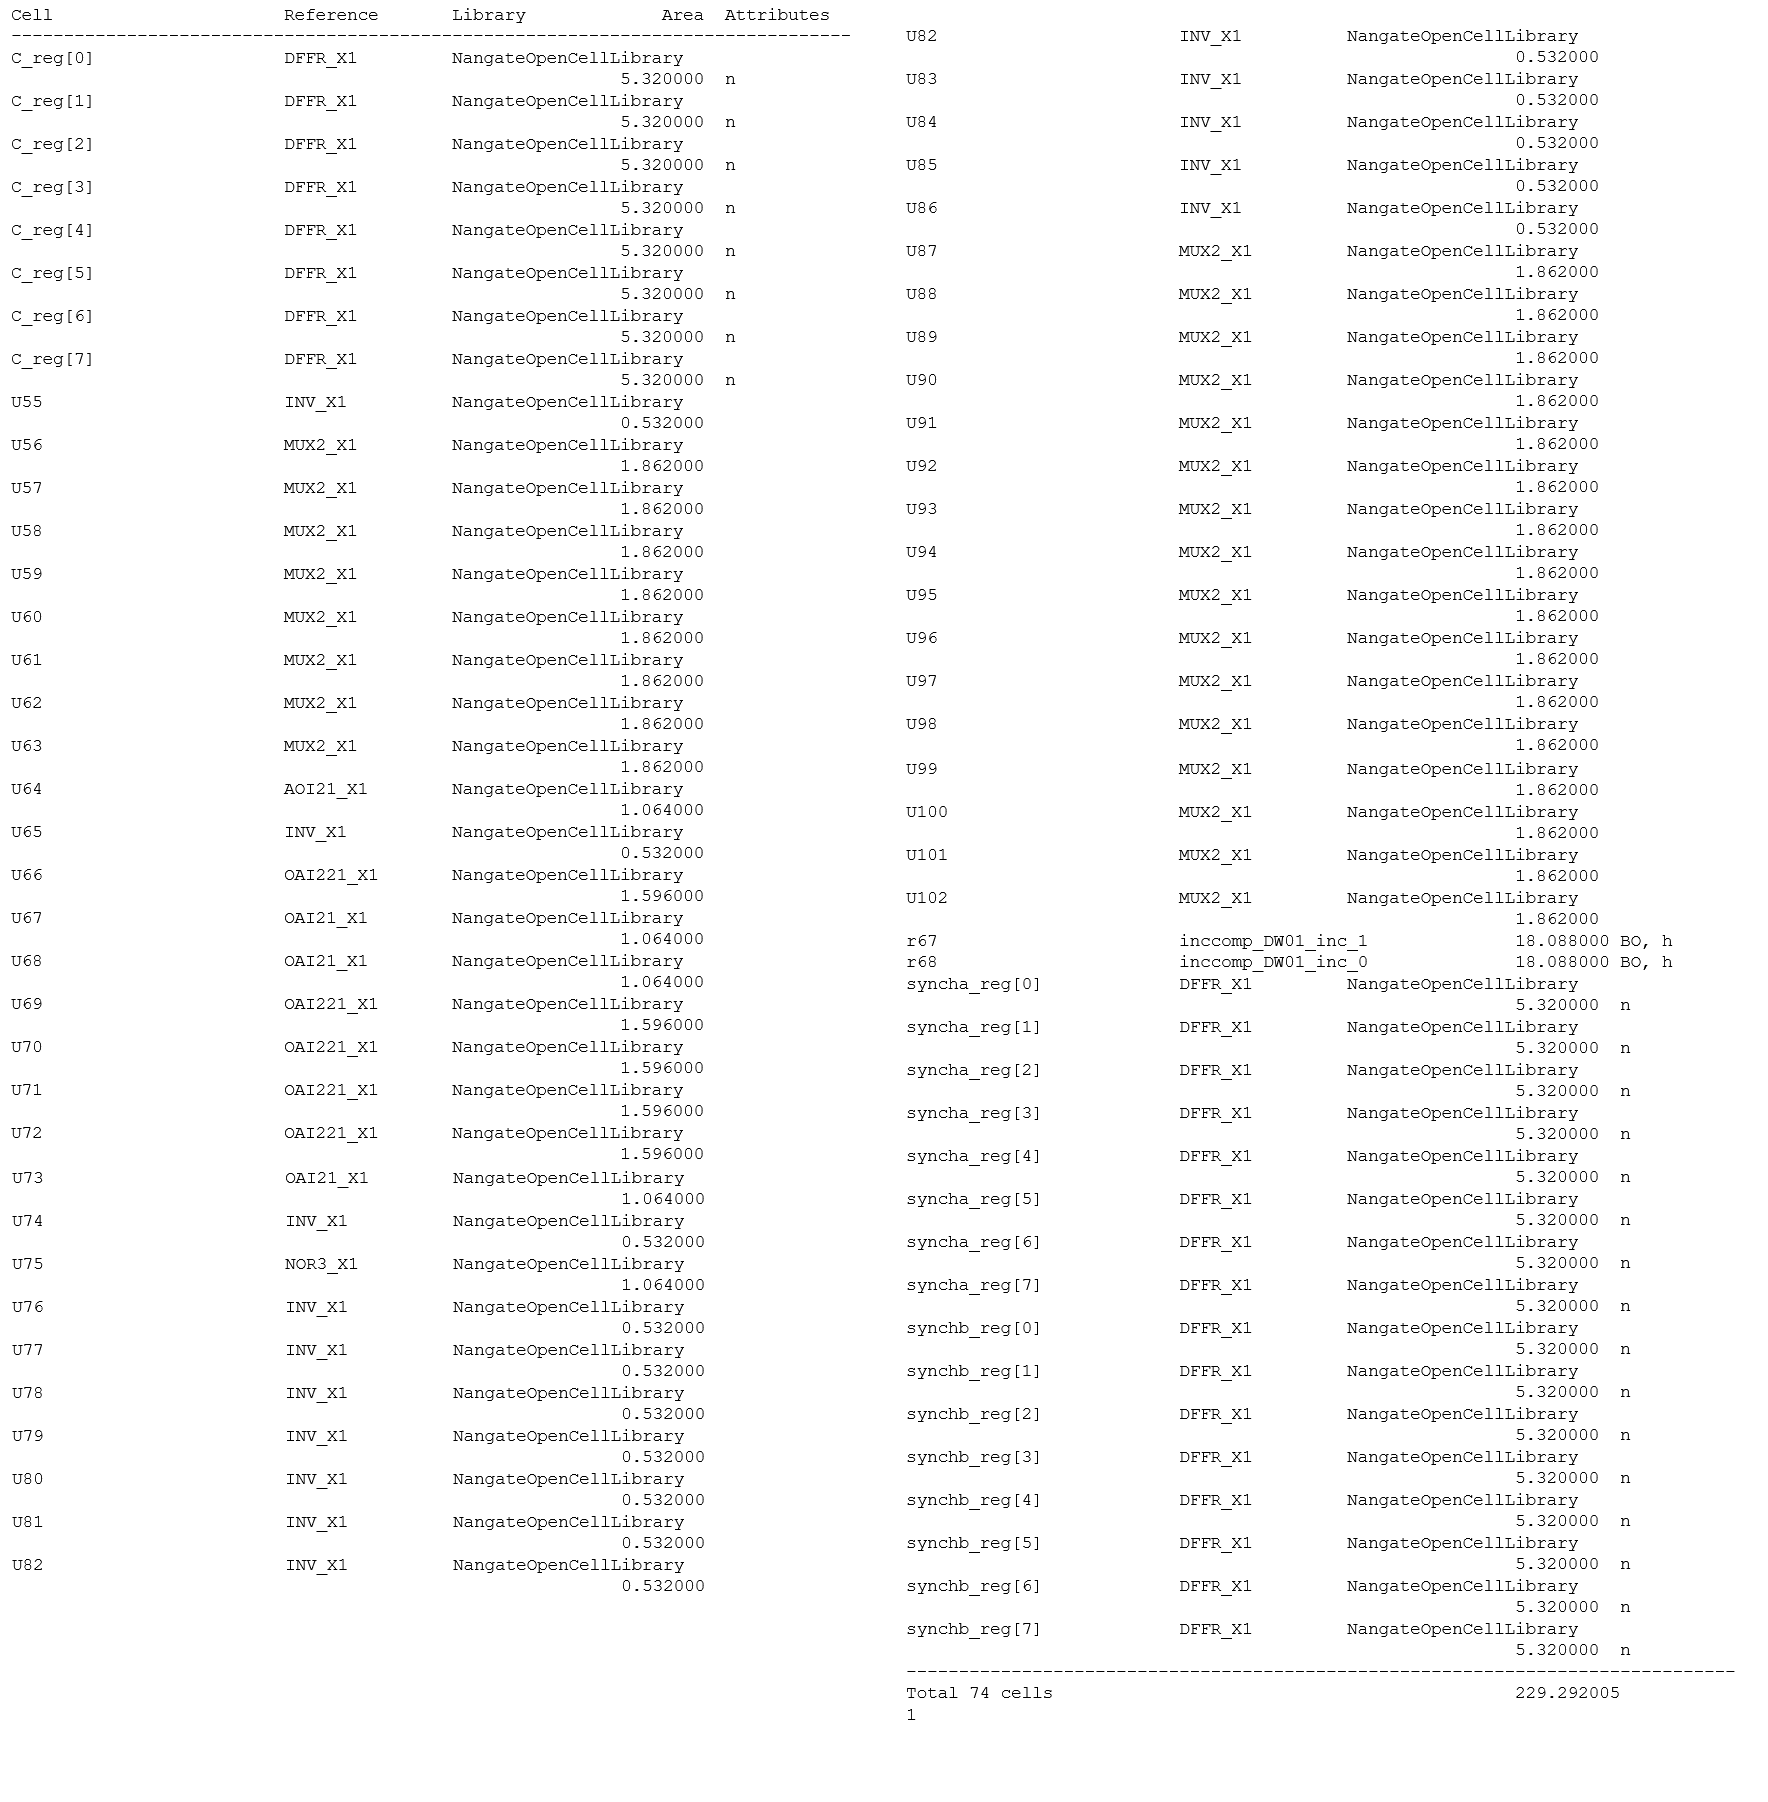 Cell Reference Library Area Attributes
--------------------------------------------------------------------------------
C_reg[0] DFFR_X1 NangateOpenCellLibrary
5.320000 n
C_reg[1] DFFR_X1 NangateOpenCellLibrary
5.320000 n
C_reg[2] DFFR_X1 NangateOpenCellLibrary
5.320000 n
C_reg[3] DFFR_X1 NangateOpenCellLibrary
5.320000 n
C_reg[4] DFFR_X1 NangateOpenCellLibrary
5.320000 n
C_reg[5] DFFR_X1 NangateOpenCellLibrary
5.320000 n
C_reg[6] DFFR_X1 NangateOpenCellLibrary
5.320000 n
C_reg[7] DFFR_X1 NangateOpenCellLibrary
5.320000 n
U55 INV_X1 NangateOpenCellLibrary
0.532000
U56 MUX2_X1 NangateOpenCellLibrary
1.862000
U57 MUX2_X1 NangateOpenCellLibrary
1.862000
U58 MUX2_X1 NangateOpenCellLibrary
1.862000
U59 MUX2_X1 NangateOpenCellLibrary
1.862000
U60 MUX2_X1 NangateOpenCellLibrary
1.862000
U61 MUX2_X1 NangateOpenCellLibrary
1.862000
U62 MUX2_X1 NangateOpenCellLibrary
1.862000
U63 MUX2_X1 NangateOpenCellLibrary
1.862000
U64 AOI21_X1 NangateOpenCellLibrary
1.064000
U65 INV_X1 NangateOpenCellLibrary
0.532000
U66 OAI221_X1 NangateOpenCellLibrary
1.596000
U67 OAI21_X1 NangateOpenCellLibrary
1.064000
U68 OAI21_X1 NangateOpenCellLibrary
1.064000
U69 OAI221_X1 NangateOpenCellLibrary
1.596000
U70 OAI221_X1 NangateOpenCellLibrary
1.596000
U71 OAI221_X1 NangateOpenCellLibrary
1.596000
U72 OAI221_X1 NangateOpenCellLibrary
1.596000
U73 OAI21_X1 NangateOpenCellLibrary
1.064000
U74 INV_X1 NangateOpenCellLibrary
0.532000
U75 NOR3_X1 NangateOpenCellLibrary
1.064000
U76 INV_X1 NangateOpenCellLibrary
0.532000
U77 INV_X1 NangateOpenCellLibrary
0.532000
U78 INV_X1 NangateOpenCellLibrary
0.532000
U79 INV_X1 NangateOpenCellLibrary
0.532000
U80 INV_X1 NangateOpenCellLibrary
0.532000
U81 INV_X1 NangateOpenCellLibrary
0.532000
U82 INV_X1 NangateOpenCellLibrary
0.532000
U82 INV_X1 NangateOpenCellLibrary
0.532000
U83 INV_X1 NangateOpenCellLibrary
0.532000
U84 INV_X1 NangateOpenCellLibrary
0.532000
U85 INV_X1 NangateOpenCellLibrary
0.532000
U86 INV_X1 NangateOpenCellLibrary
0.532000
U87 MUX2_X1 NangateOpenCellLibrary
1.862000
U88 MUX2_X1 NangateOpenCellLibrary
1.862000
U89 MUX2_X1 NangateOpenCellLibrary
1.862000
U90 MUX2_X1 NangateOpenCellLibrary
1.862000
U91 MUX2_X1 NangateOpenCellLibrary
1.862000
U92 MUX2_X1 NangateOpenCellLibrary
1.862000
U93 MUX2_X1 NangateOpenCellLibrary
1.862000
U94 MUX2_X1 NangateOpenCellLibrary
1.862000
U95 MUX2_X1 NangateOpenCellLibrary
1.862000
U96 MUX2_X1 NangateOpenCellLibrary
1.862000
U97 MUX2_X1 NangateOpenCellLibrary
1.862000
U98 MUX2_X1 NangateOpenCellLibrary
1.862000
U99 MUX2_X1 NangateOpenCellLibrary
1.862000
U100 MUX2_X1 NangateOpenCellLibrary
1.862000
U101 MUX2_X1 NangateOpenCellLibrary
1.862000
U102 MUX2_X1 NangateOpenCellLibrary
1.862000
r67 inccomp_DW01_inc_1 18.088000 BO, h
r68 inccomp_DW01_inc_0 18.088000 BO, h
syncha_reg[0] DFFR_X1 NangateOpenCellLibrary
5.320000 n
syncha_reg[1] DFFR_X1 NangateOpenCellLibrary
5.320000 n
syncha_reg[2] DFFR_X1 NangateOpenCellLibrary
5.320000 n
syncha_reg[3] DFFR_X1 NangateOpenCellLibrary
5.320000 n
syncha_reg[4] DFFR_X1 NangateOpenCellLibrary
5.320000 n
syncha_reg[5] DFFR_X1 NangateOpenCellLibrary
5.320000 n
syncha_reg[6] DFFR_X1 NangateOpenCellLibrary
5.320000 n
syncha_reg[7] DFFR_X1 NangateOpenCellLibrary
5.320000 n
synchb_reg[0] DFFR_X1 NangateOpenCellLibrary
5.320000 n
synchb_reg[1] DFFR_X1 NangateOpenCellLibrary
5.320000 n
synchb_reg[2] DFFR_X1 NangateOpenCellLibrary
5.320000 n
synchb_reg[3] DFFR_X1 NangateOpenCellLibrary
5.320000 n
synchb_reg[4] DFFR_X1 NangateOpenCellLibrary
5.320000 n
synchb_reg[5] DFFR_X1 NangateOpenCellLibrary
5.320000 n
synchb_reg[6] DFFR_X1 NangateOpenCellLibrary
5.320000 n
synchb_reg[7] DFFR_X1 NangateOpenCellLibrary
5.320000 n
-------------------------------------------------------------------------------
Total 74 cells 229.292005
1